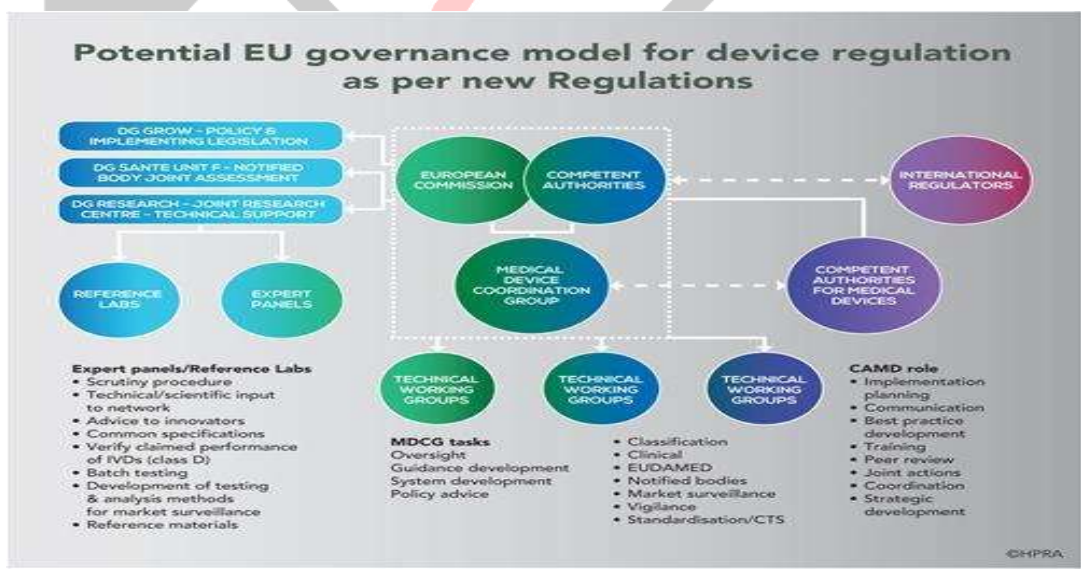 Potential EU governance model for device regulation
as per new Regulations
DG GROW – POLICY &
IMPLEMENTING LEGISLATION
DG SANTE UNIT F – NOTIFIED
BODY JOINT ASSESSMENT
DG RESEARCH – JOINT RESEARCH
CENTRE – TECHNICAL SUPPORT
EUROPEAN
COMMISSION
COMPETENT
AUTHORITIES
INTERNATIONAL
REGULATORS
REFERENCE
LABS
EXPERT
PANELS
MEDICAL
DEVICE
COORDINATION
GROUP
COMPETENT
AUTHORITIES
FOR MEDICAL
DEVICES
TECHNICAL
WORKING
GROUPS
TECHNICAL
WORKING
GROUPS
TECHNICAL
WORKING
GROUPS
Expert panels/Reference Labs
• Scrutiny procedure
• Technical/scientific input
to network
• Advice to innovators
• Common specifications
• Verify claimed performance
of IVDs (class D)
• Batch testing
• Development of testing
& analysis methods
for market surveillance
• Reference materials
MDCG tasks
Oversight
Guidance development
System development
Policy advice
• Classification
• Clinical
• EUDAMED
• Notified bodies
• Market surveillance
• Vigilance
• Standardisation/CTS
CAMD role
• Implementation
planning
• Communication
• Best practice
development
• Training
• Peer review
• Joint actions
• Coordination
• Strategic
development
©HPRA